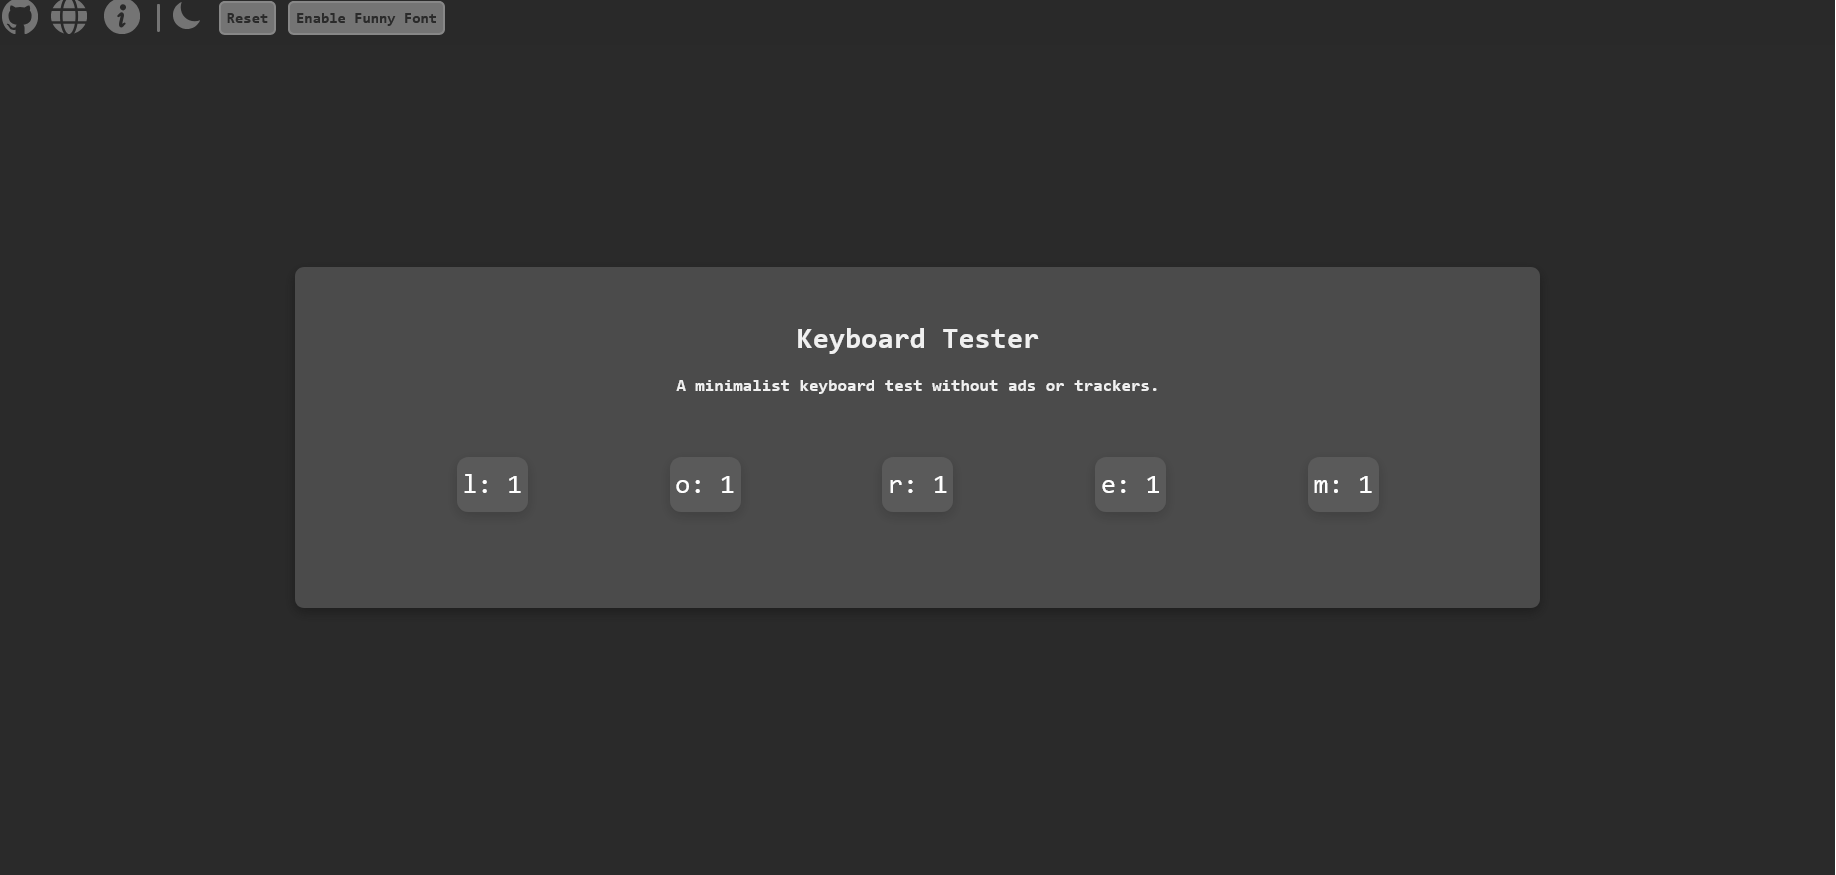 Reset
Enable Funny Font
Keyboard Tester
A minimalist keyboard test without ads or trackers.
l: 1
o: 1
r: 1
e: 1
m: 1